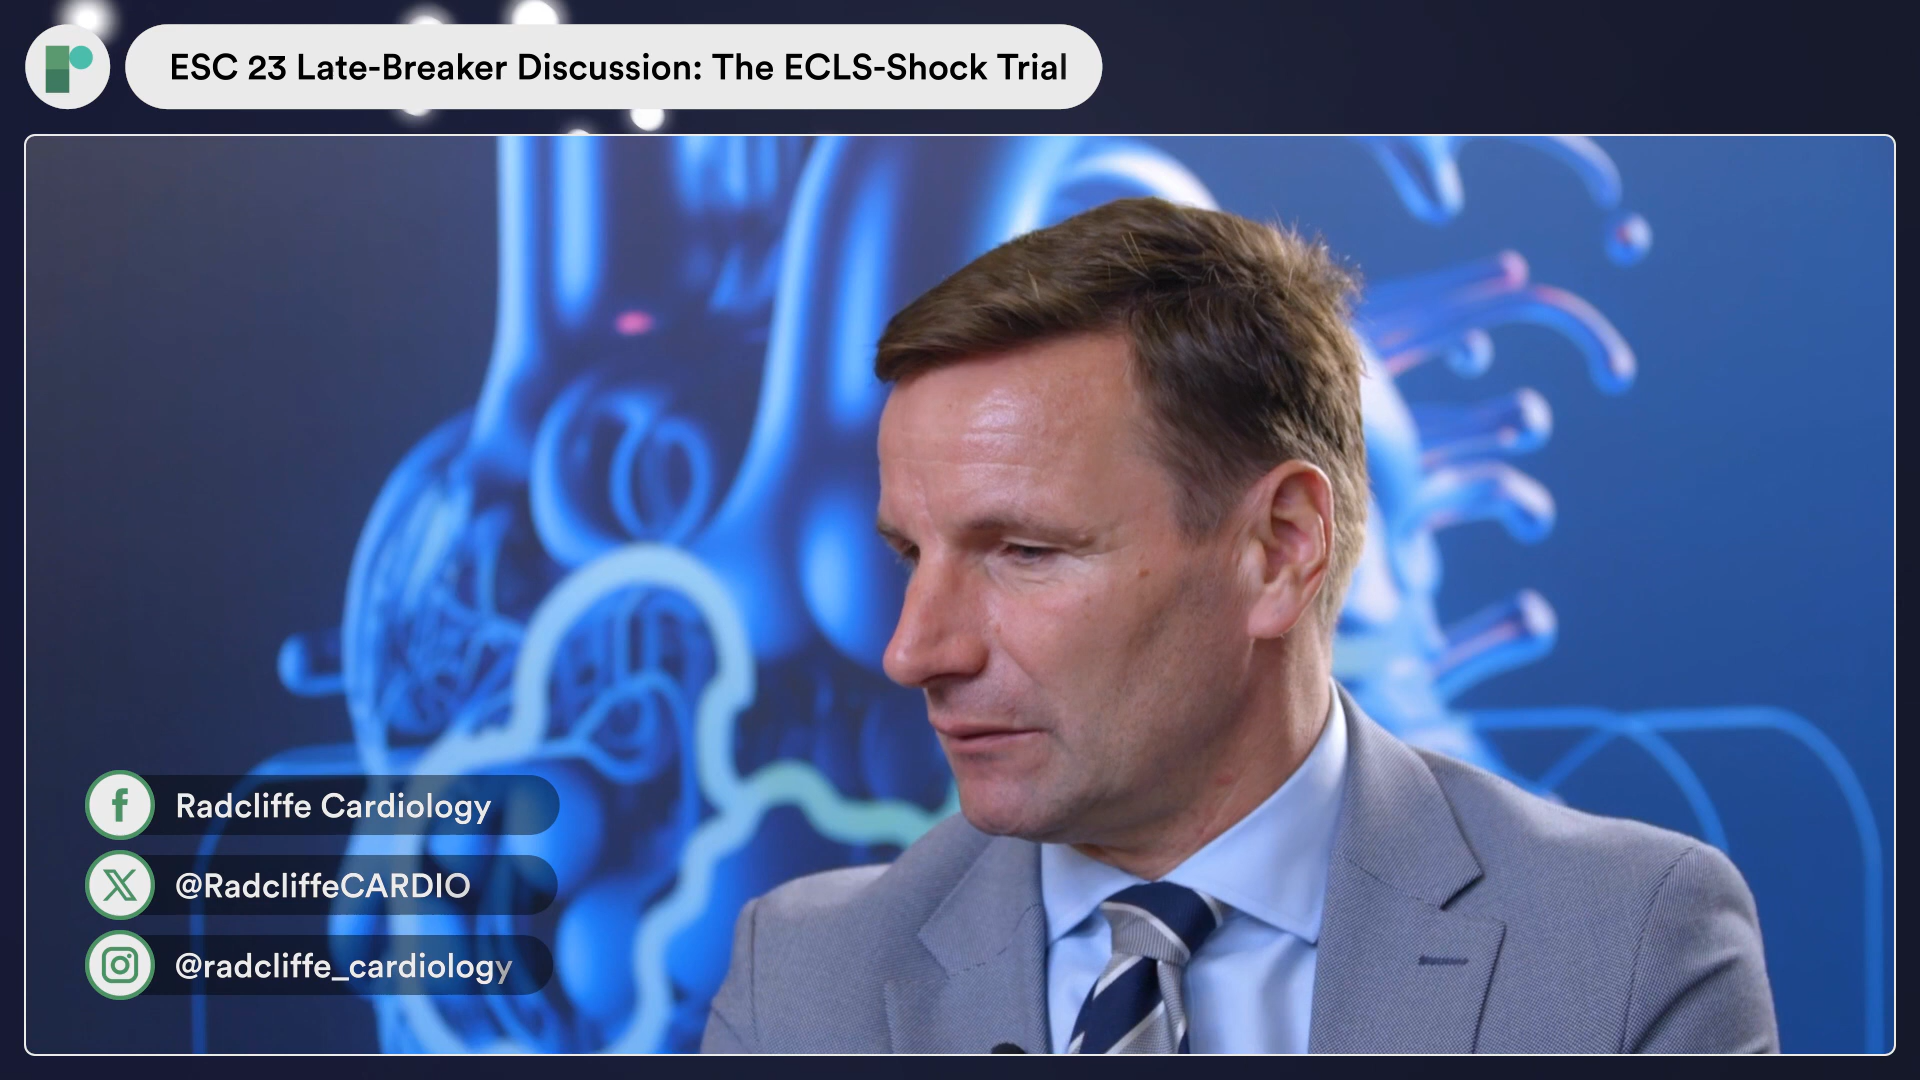 ESC 23 Late-Breaker Discussion: The ECLS-Shock Trial
Radcliffe Cardiology
@RadcliffeCARDIO
@radcliffe_cardiology